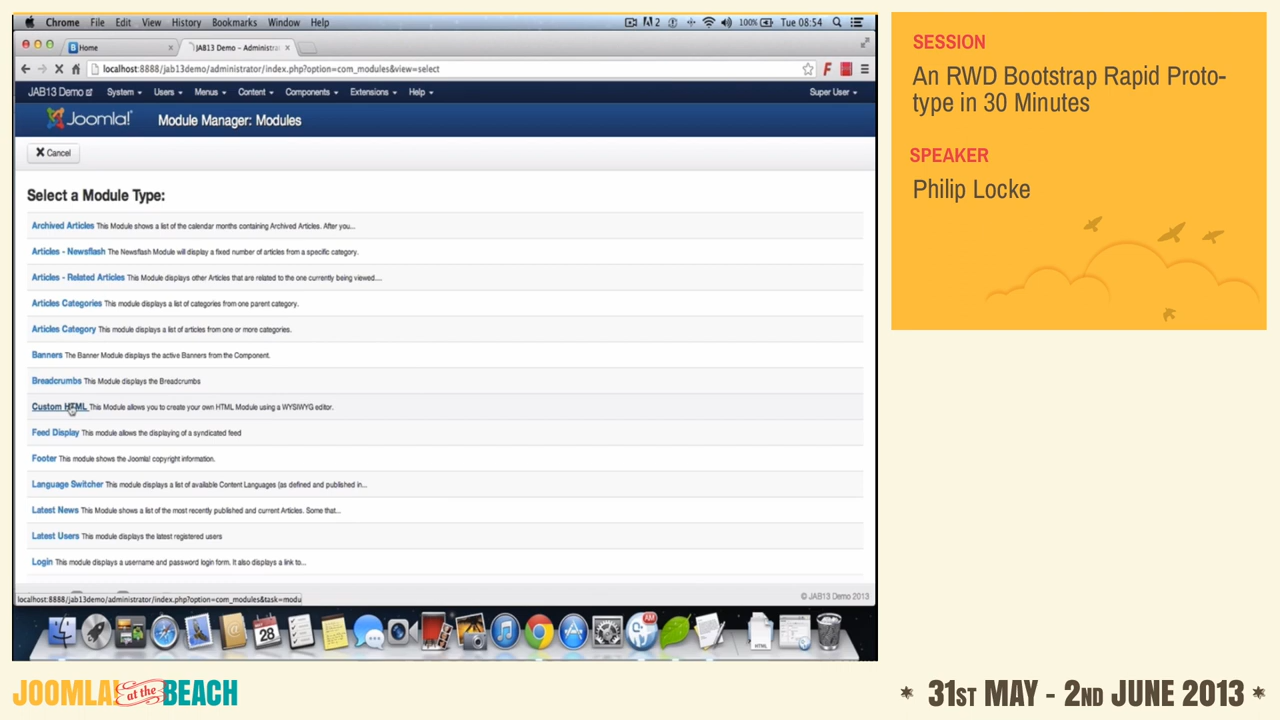 Chrome File Edit View History Bookmarks Window Help 2 100% Tue 08:54
Home JAB13 Demo - Administra
localhost:8888/jab13demo/administrator/index.php?option=com_modules&view=select
JAB13 Demo System Users Menus Content Components Extensions Help Super User
Joomla! Module Manager: Modules
Cancel
Select a Module Type:
Archived Articles This Module shows a list of the calendar months containing Archived Articles. After you...
Articles - Newsflash The Newsflash Module will display a fixed number of articles from a specific category.
Articles - Related Articles This Module displays other Articles that are related to the one currently being viewed....
Articles Categories This module displays a list of categories from one parent category.
Articles Category This module displays a list of articles from one or more categories.
Banners The Banner Module displays the active Banners from the Component.
Breadcrumbs This Module displays the Breadcrumbs
Custom HTML This Module allows you to create your own HTML Module using a WYSIWYG editor.
Feed Display This module allows the displaying of a syndicated feed
Footer This module shows the Joomla! copyright information.
Language Switcher This module displays a list of available Content Languages (as defined and published in...
Latest News This Module shows a list of the most recently published and current Articles. Some that...
Latest Users This module displays the latest registered users
Login This module displays a username and password login form. It also displays a link to...
localhost:8888/jab13demo/administrator/index.php?option=com_modules&task=modu
© JAB13 Demo 2013
28
HTML
SESSION
An RWD Bootstrap Rapid Proto-
type in 30 Minutes
SPEAKER
Philip Locke
JOOMLA! at the BEACH
* 31ST MAY - 2ND JUNE 2013 *